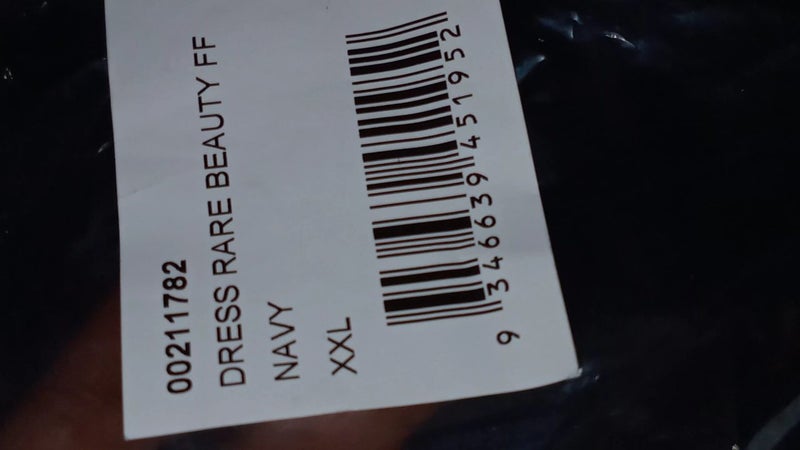 00211782
DRESS RARE BEAUTY FF
NAVY
XXL
9 346639 451952